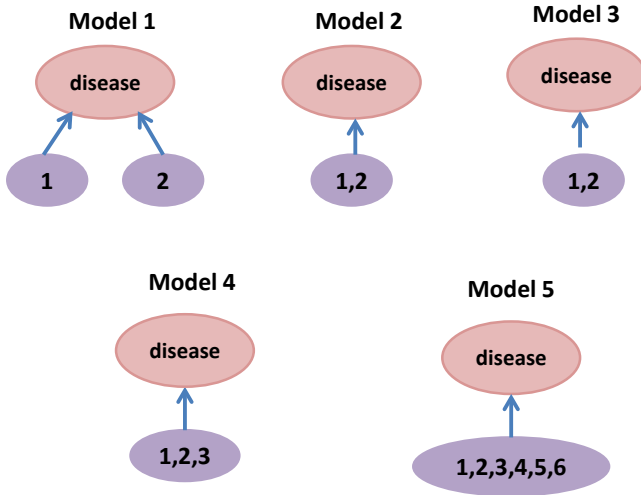 Model 1
Model 2
Model 3
disease
disease
disease
1
2
1,2
1,2
Model 4
Model 5
disease
disease
1,2,3
1,2,3,4,5,6